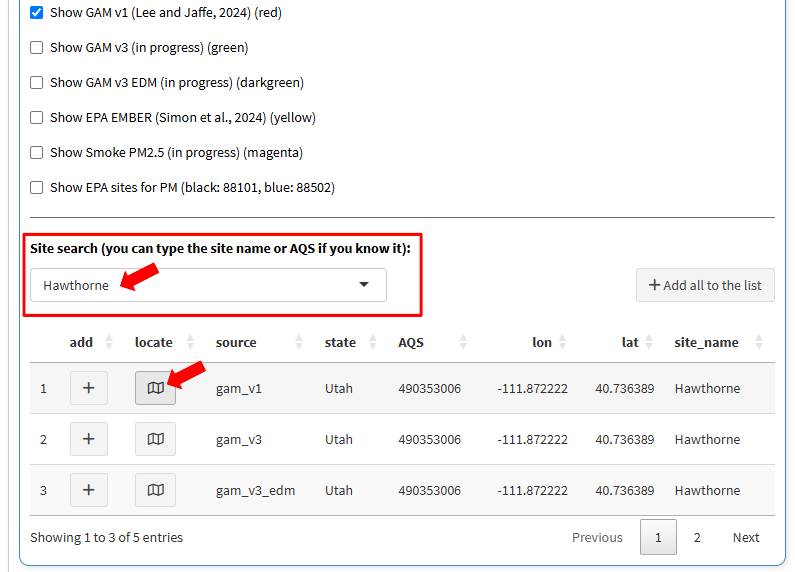 Show GAM v1 (Lee and Jaffe, 2024) (red)
Show GAM v3 (in progress) (green)
Show GAM v3 EDM (in progress) (darkgreen)
Show EPA EMBER (Simon et al., 2024) (yellow)
Show Smoke PM2.5 (in progress) (magenta)
Show EPA sites for PM (black: 88101, blue: 88502)
Site search (you can type the site name or AQS if you know it):
Hawthorne
Add all to the list
add locate source state AQS lon lat site_name
1 gam_v1 Utah 490353006 -111.872222 40.736389 Hawthorne
2 gam_v3 Utah 490353006 -111.872222 40.736389 Hawthorne
3 gam_v3_edm Utah 490353006 -111.872222 40.736389 Hawthorne
Showing 1 to 3 of 5 entries Previous 1 2 Next